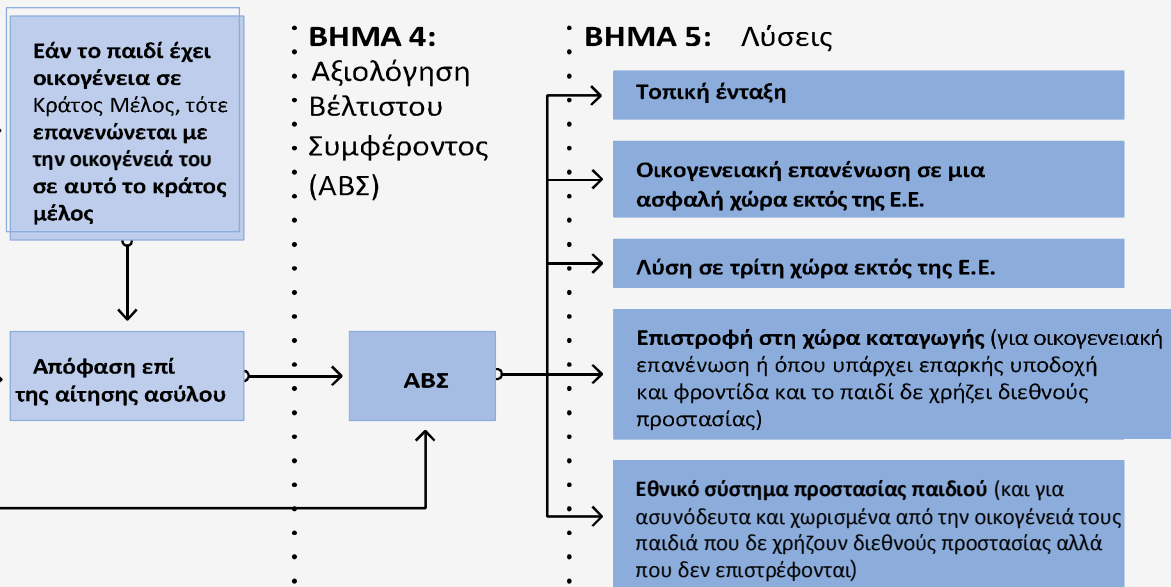 Εάν το παιδί έχει
οικογένεια σε
Κράτος Μέλος, τότε
επανενώνεται με
την οικογένειά του
σε αυτό το κράτος
μέλος
Απόφαση επί
της αίτησης ασύλου
ΒΗΜΑ 4:
Αξιολόγηση
Βέλτιστου
Συμφέροντος
(ΑΒΣ)
ΑΒΣ
ΒΗΜΑ 5: Λύσεις
Τοπική ένταξη
Οικογενειακή επανένωση σε μια
ασφαλή χώρα εκτός της Ε.Ε.
Λύση σε τρίτη χώρα εκτός της Ε.Ε.
Επιστροφή στη χώρα καταγωγής (για οικογενειακή
επανένωση ή όπου υπάρχει επαρκής υποδοχή
και φροντίδα και το παιδί δε χρήζει διεθνούς
προστασίας)
Εθνικό σύστημα προστασίας παιδιού (και για
ασυνόδευτα και χωρισμένα από την οικογένειά τους
παιδιά που δε χρήζουν διεθνούς προστασίας αλλά
που δεν επιστρέφονται)